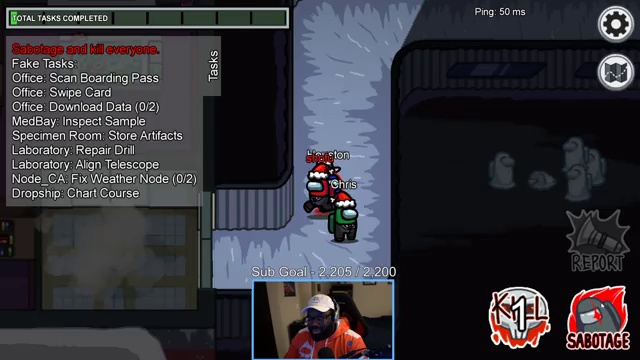 TOTAL TASKS COMPLETED
Ping: 50 ms
Sabotage and kill everyone.
Fake Tasks:
Office: Scan Boarding Pass
Office: Swipe Card
Office: Download Data (0/2)
MedBay: Inspect Sample
Specimen Room: Store Artifacts
Laboratory: Repair Drill
Laboratory: Align Telescope
Node_CA: Fix Weather Node (0/2)
Dropship: Chart Course
Tasks
Chris
REPORT
Sub Goal - 2,205 / 2,200
1
SABOTAGE